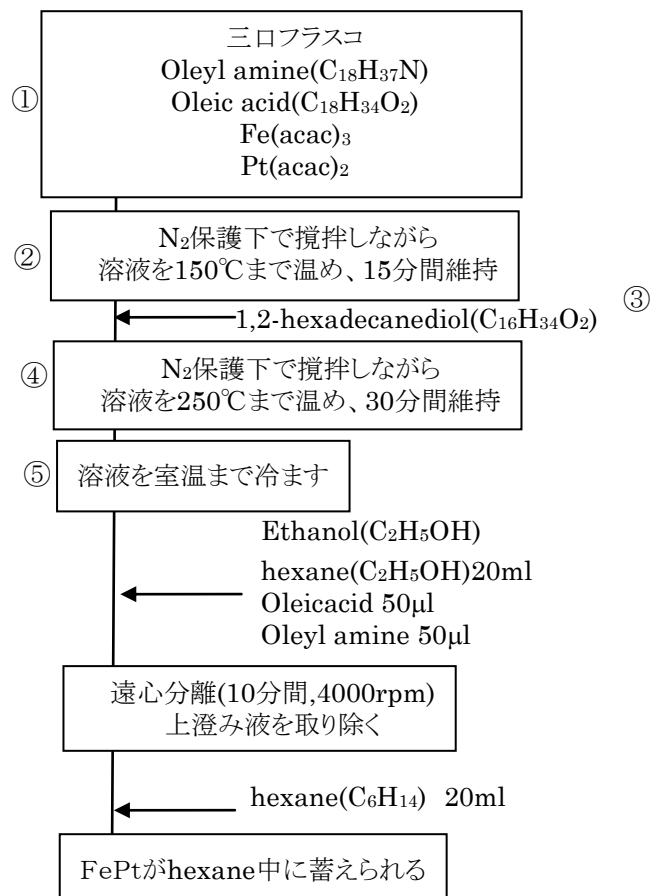 三口フラスコ
Oleyl amine(C₁₈H₃₇N)
① Oleic acid(C₁₈H₃₄O₂)
Fe(acac)₃
Pt(acac)₂
② N₂保護下で撹拌しながら
溶液を150℃まで温め、15分間維持
1,2-hexadecanediol(C₁₆H₃₄O₂) ③
④ N₂保護下で撹拌しながら
溶液を250℃まで温め、30分間維持
⑤ 溶液を室温まで冷ます
Ethanol(C₂H₅OH)
hexane(C₂H₅OH)20ml
Oleicacid 50μl
Oleyl amine 50μl
遠心分離(10分間,4000rpm)
上澄み液を取り除く
hexane(C₆H₁₄) 20ml
FePtがhexane中に蓄えられる